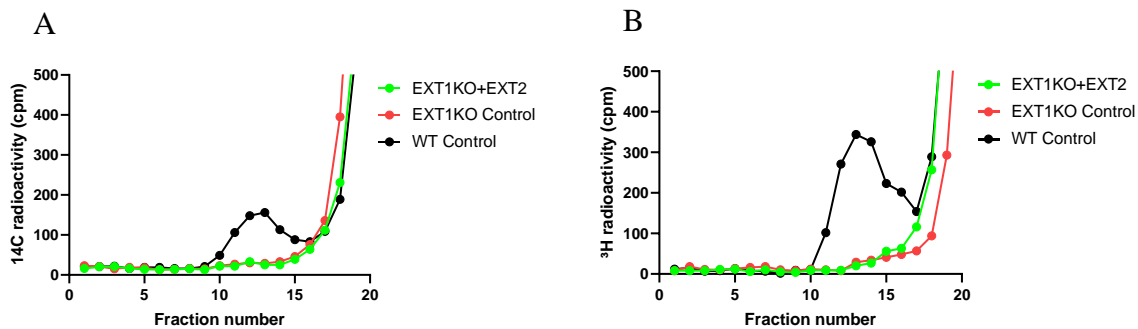 A
14C radioactivity (cpm)
500
400
300
200
100
0
0
5
10
15
20
Fraction number
EXT1KO+EXT2
EXT1KO Control
WT Control
B
³H radioactivity (cpm)
500
400
300
200
100
0
0
5
10
15
20
Fraction number
EXT1KO+EXT2
EXT1KO Control
WT Control